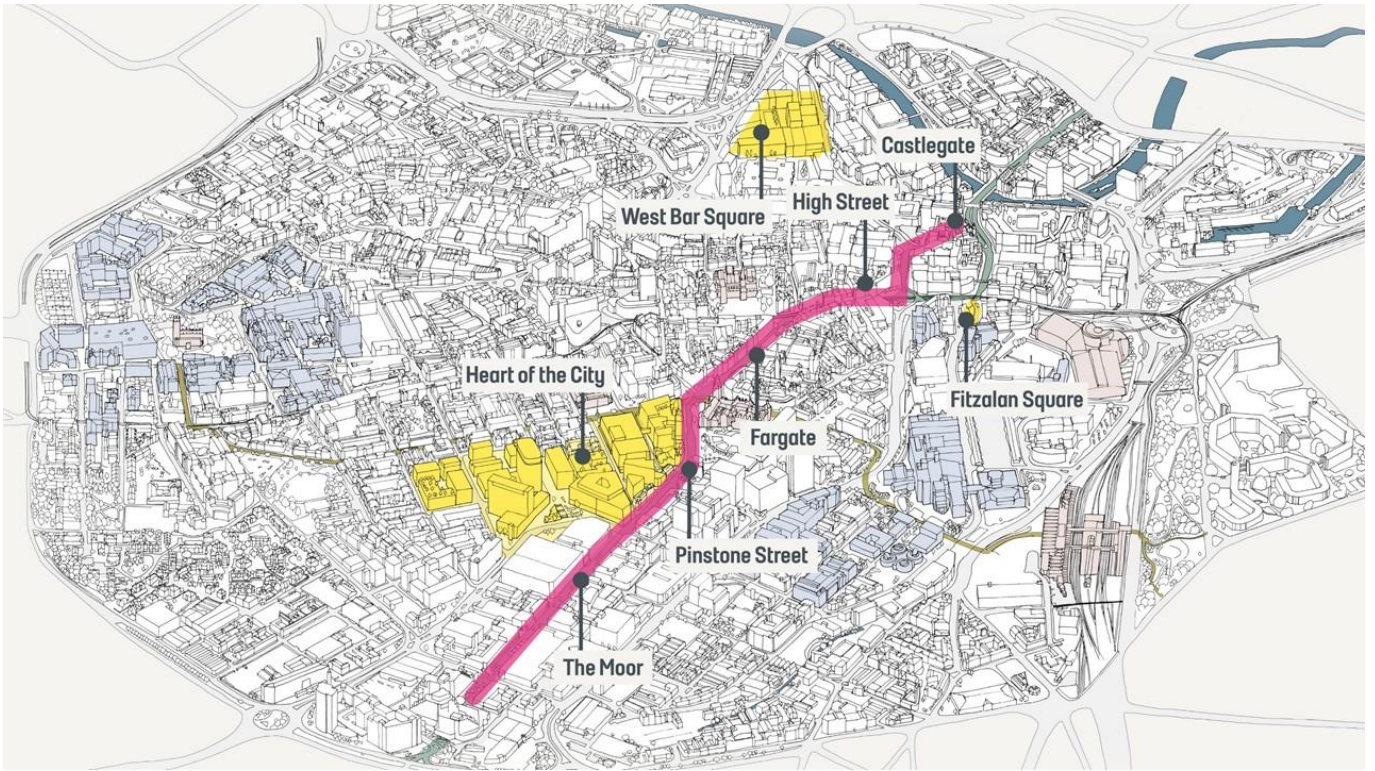 Castlegate
High Street
West Bar Square
Heart of the City
Fitzalan Square
Fargate
Pinstone Street
The Moor